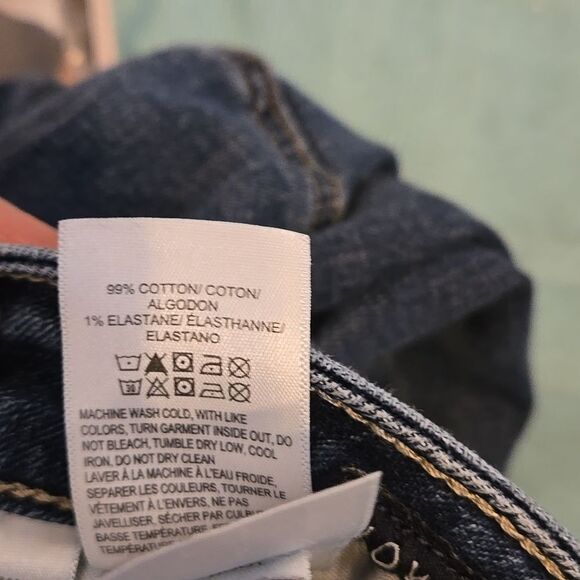 99% COTTON/ COTON/
ALGODON
1% ELASTANE/ ÉLASTHANNE/
ELASTANO
30
MACHINE WASH COLD, WITH LIKE
COLORS, TURN GARMENT INSIDE OUT, DO
NOT BLEACH, TUMBLE DRY LOW, COOL
IRON, DO NOT DRY CLEAN
LAVER À LA MACHINE À L'EAU FROIDE,
SEPARER LES COULEURS, TOURNER LE
VÊTEMENT À L'ENVERS, NE PAS
JAVELLISER. SÉCHER PAR
BASSE TEMPÉRATURE,
TEMPÉRATURE